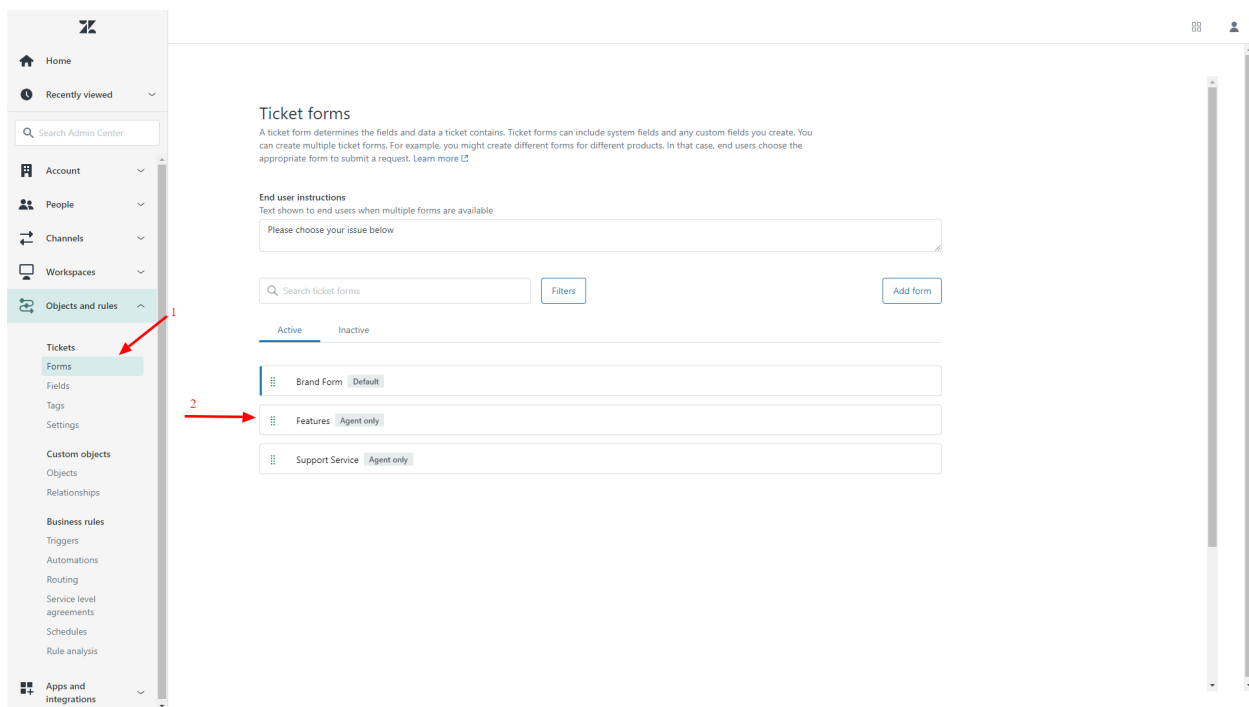 Home
Recently viewed
Search Admin Center
Account
People
Channels
Workspaces
Objects and rules
1
Tickets
Forms
Fields
Tags
Settings
Custom objects
Objects
Relationships
Business rules
Triggers
Automations
Routing
Service level
agreements
Schedules
Rule analysis
Apps and
integrations
Ticket forms
A ticket form determines the fields and data a ticket contains. Ticket forms can include system fields and any custom fields you create. You
can create multiple ticket forms. For example, you might create different forms for different products. In that case, end users choose the
appropriate form to submit a request. Learn more
End user instructions
Text shown to end users when multiple forms are available
Please choose your issue below
Search ticket forms
Filters
Add form
Active
Inactive
Brand Form Default
2
Features Agent only
Support Service Agent only